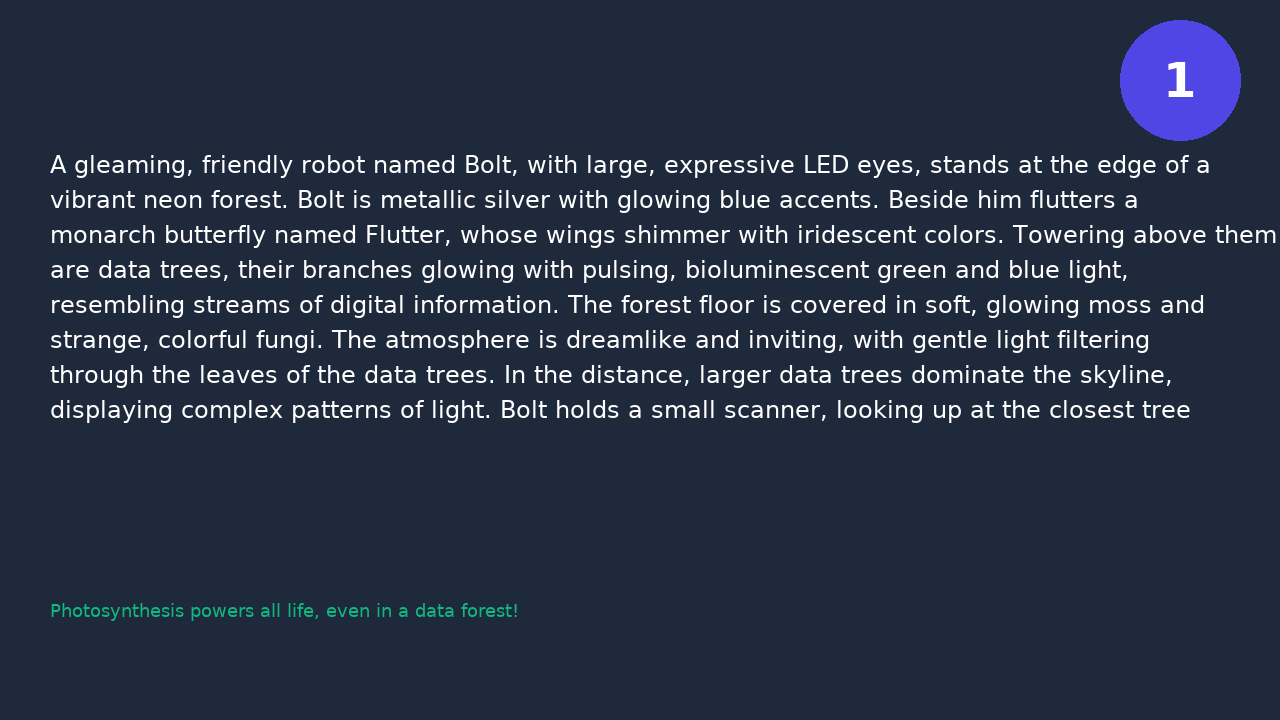 1
A gleaming, friendly robot named Bolt, with large, expressive LED eyes, stands at the edge of a
vibrant neon forest. Bolt is metallic silver with glowing blue accents. Beside him flutters a
monarch butterfly named Flutter, whose wings shimmer with iridescent colors. Towering above them
are data trees, their branches glowing with pulsing, bioluminescent green and blue light,
resembling streams of digital information. The forest floor is covered in soft, glowing moss and
strange, colorful fungi. The atmosphere is dreamlike and inviting, with gentle light filtering
through the leaves of the data trees. In the distance, larger data trees dominate the skyline,
displaying complex patterns of light. Bolt holds a small scanner, looking up at the closest tree
Photosynthesis powers all life, even in a data forest!